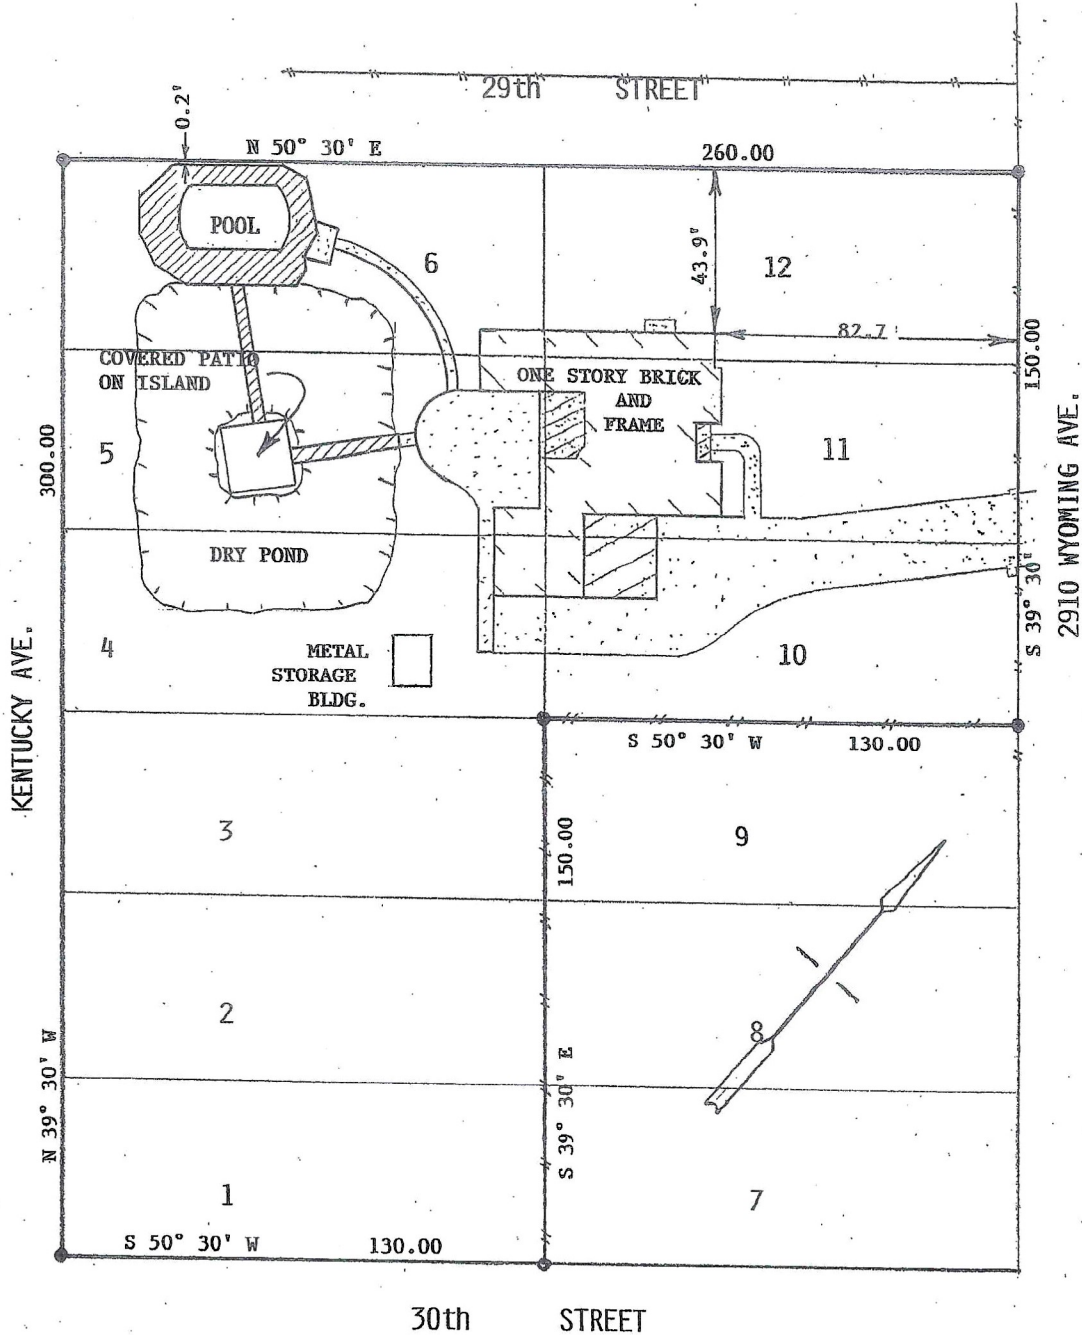 29th STREET
0.2'
N 50° 30' E
260.00
POOL
6
43.9'
12
82.7'
COVERED PATIO
ON ISLAND
ONE STORY BRICK
AND
FRAME
150.00
300.00
5
11
2910 WYOMING AVE.
DRY POND
S 39° 30' E
4
METAL
STORAGE
BLDG.
10
KENTUCKY AVE.
S 50° 30' W
130.00
3
150.00
9
2
8
N 39° 30' W
S 39° 30' E
1
7
S 50° 30' W
130.00
30th STREET